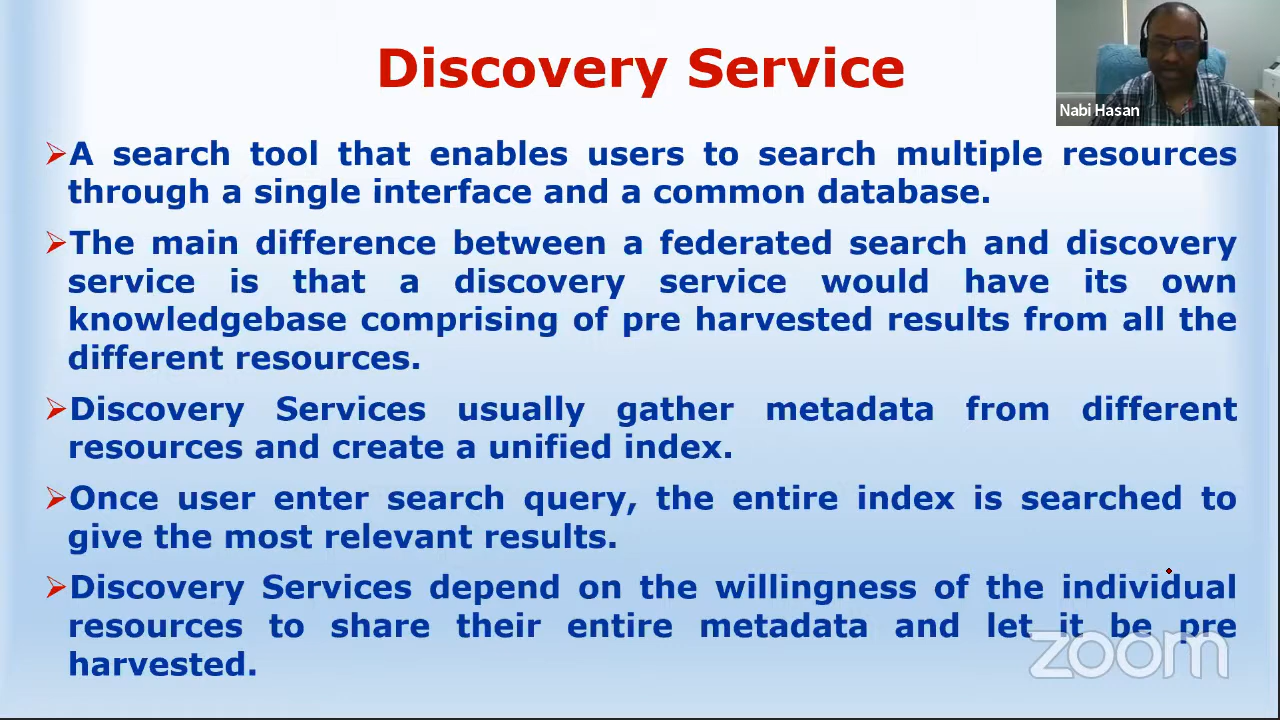 Discovery Service
Nabi Hasan
➢A search tool that enables users to search multiple resources
through a single interface and a common database.
➢The main difference between a federated search and discovery
service is that a discovery service would have its own
knowledgebase comprising of pre harvested results from all the
different resources.
➢Discovery Services usually gather metadata from different
resources and create a unified index.
➢Once user enter search query, the entire index is searched to
give the most relevant results.
➢Discovery Services depend on the willingness of the individual
resources to share their entire metadata and let it be pre
harvested.
zoom